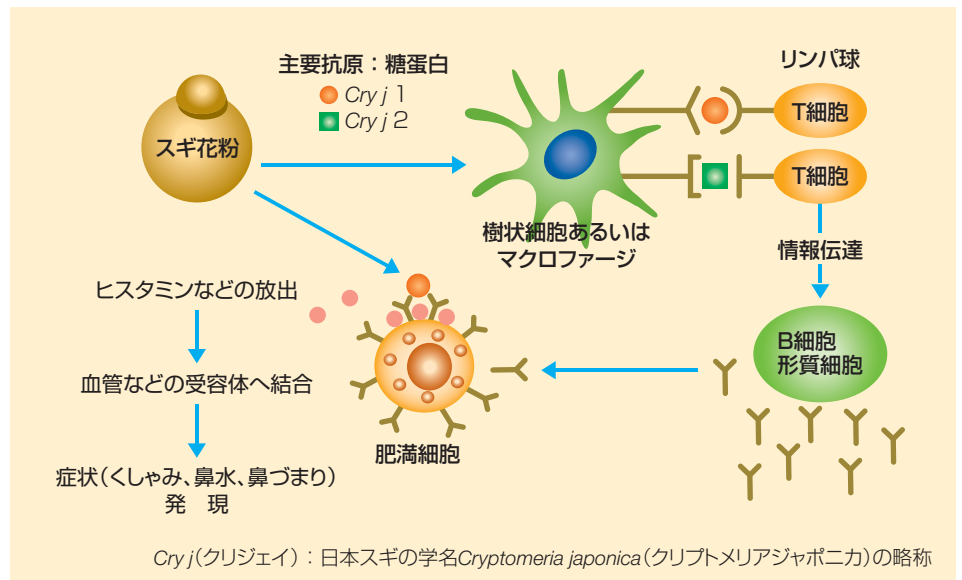 主要抗原：糖蛋白
Cry j 1
Cry j 2
リンパ球
T細胞
スギ花粉
T細胞
樹状細胞あるいは
マクロファージ
情報伝達
ヒスタミンなどの放出
B細胞
形質細胞
血管などの受容体へ結合
肥満細胞
症状（くしゃみ、鼻水、鼻づまり）
発　現
Cry j（クリジェイ）：日本スギの学名Cryptomeria japonica（クリプトメリアジャポニカ）の略称